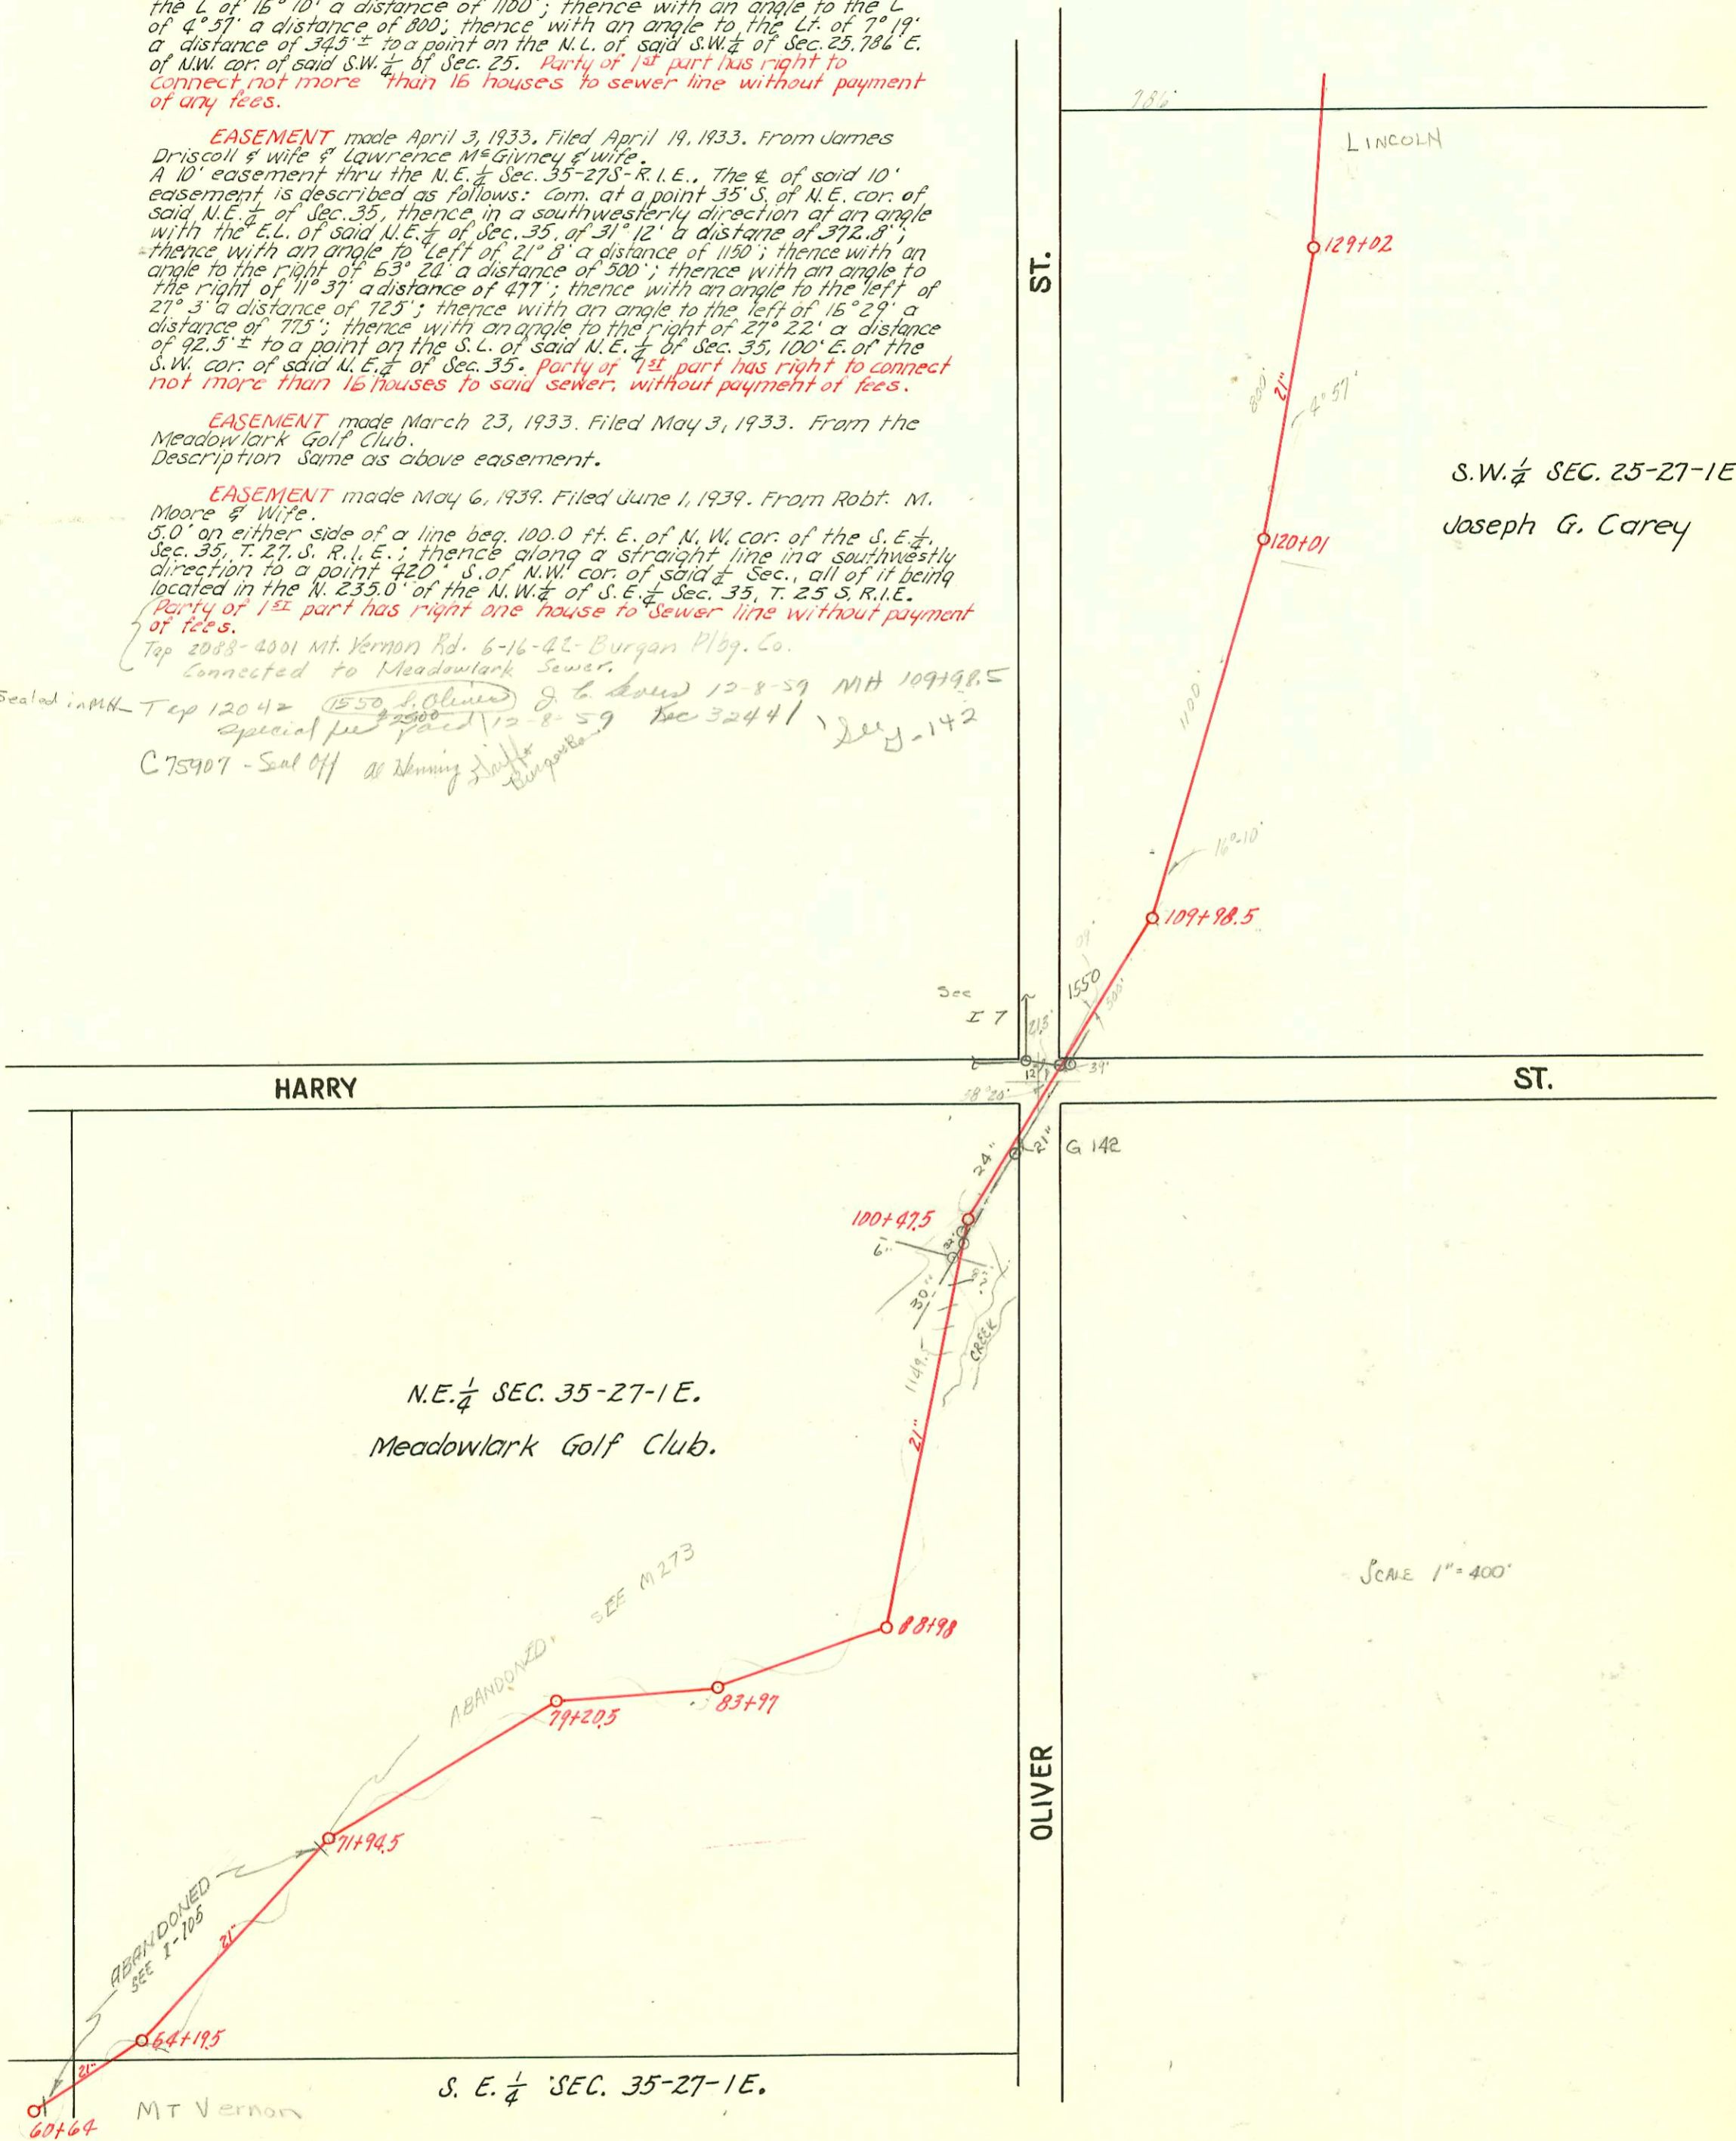 the L of 16° 10' a distance of 1100'; thence with an angle to the L
of 4° 57' a distance of 800; thence with an angle to the Lt. of 7° 19'
a distance of 345'± to a point on the N.L. of said S.W.¼ of Sec. 25. 786' E.
of N.W. cor. of said S.W. ¼ of Sec. 25. Party of 1st part has right to
connect not more than 16 houses to sewer line without payment
of any fees.
EASEMENT made April 3, 1933. Filed April 19, 1933. From James
Driscoll & wife & Lawrence McGivney & wife.
A 10' easement thru the N.E.¼ Sec. 35-27S-R.1.E.. The ℄ of said 10'
easement is described as follows: Com. at a point 35' S. of N.E. cor. of
said N.E.¼ of Sec. 35, thence in a southwesterly direction at an angle
with the E.L. of said N.E.¼ of Sec. 35, of 31° 12' a distane of 372.8';
thence with an angle to left of 21° 8' a distance of 1150'; thence with an
angle to the right of 63° 24' a distance of 500'; thence with an angle to
the right of 11° 37' a distance of 477'; thence with an angle to the left of
27° 3' a distance of 725'; thence with an angle to the left of 16° 29' a
distance of 775'; thence with an angle to the right of 27° 22' a distance
of 92.5'± to a point on the S.L. of said N.E.¼ of Sec. 35, 100' E. of the
S.W. cor. of said N.E.¼ of Sec. 35. Party of 1st part has right to connect
not more than 16 houses to said sewer, without payment of fees.
EASEMENT made March 23, 1933. Filed May 3, 1933. From the
Meadowlark Golf Club.
Description Same as above easement.
EASEMENT made May 6, 1939. Filed June 1, 1939. From Robt. M.
Moore & Wife.
5.0' on either side of a line beg. 100.0 ft. E. of N.W. cor. of the S.E.¼,
Sec. 35, T. 27. S. R.1.E.; thence along a straight line in a southwestly
direction to a point 420' S. of N.W. cor. of said ¼ Sec., all of it being
located in the N. 235.0' of the N.W.¼ of S.E.¼ Sec. 35, T. 25 S, R.1.E.
Party of 1st part has right one house to sewer line without payment
of fees.
Tap 2088-4001 Mt. Vernon Rd. 6-16-42-Burgan Plbg. Co.
Connected to Meadowlark Sewer.
Sealed in MH Tap 12042 1550 S. Oliver J. C. 12-8-59 MH 109+98.5
Special fee $2500 paid 12-8-59 Rec 32441 See G-142
C75907 - Seal Off Al Henning
786'
LINCOLN
129+02
ST.
800'
21"
4° 57'
S.W.¼ SEC. 25-27-1E
Joseph G. Carey
120+01
1100'
16°-10'
109+98.5
1550
500'
See
I 7
213'
39'
12"
58°20'
HARRY
ST.
24"
21"
G 142
100+47.5
6"
32'
8"
30"
CREEK
1149.5
21"
N.E.¼ SEC. 35-27-1E.
Meadowlark Golf Club.
SCALE 1"=400'
88+98
ABANDONED. SEE M273
83+97
79+20.5
OLIVER
71+94.5
ABANDONED
SEE I-105
21"
64+19.5
21"
S. E. ¼ SEC. 35-27-1E.
MT Vernon
60+64